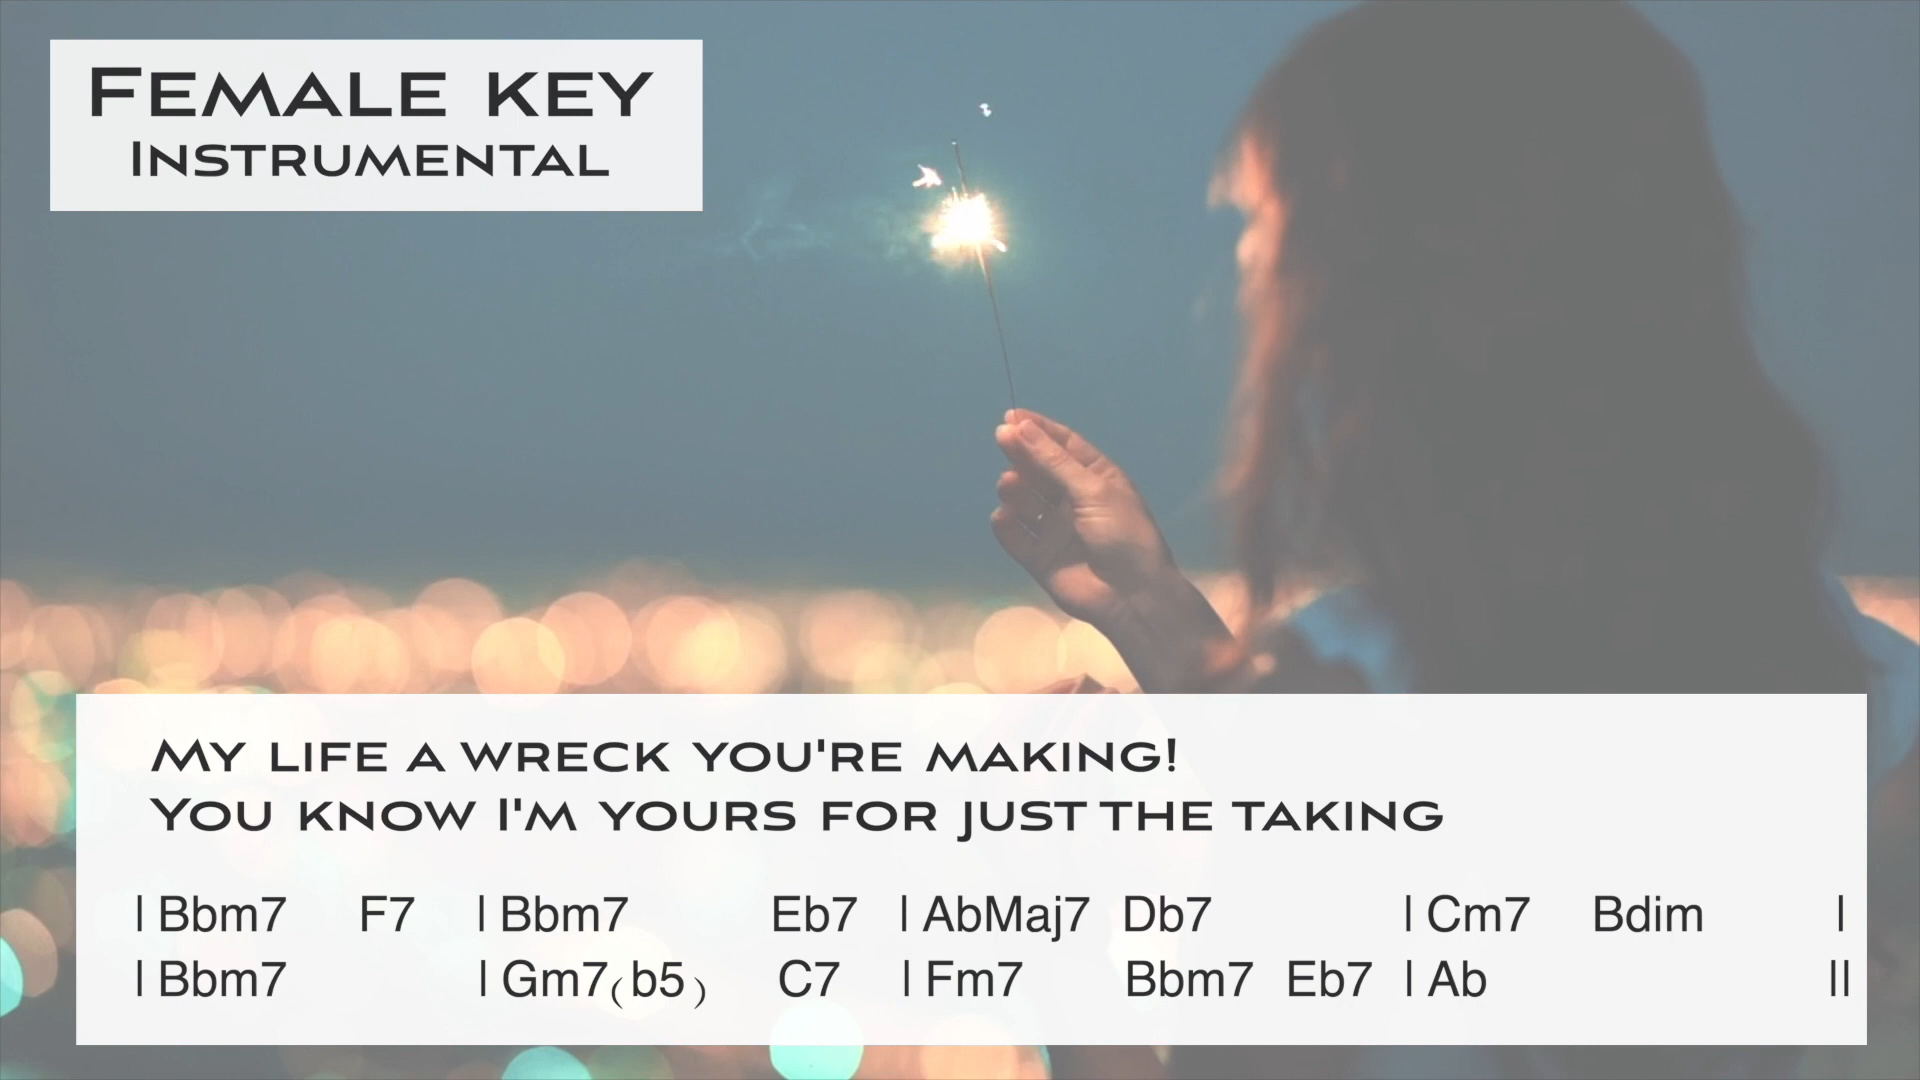 Female key
Instrumental
My life a wreck you're making!
You know I'm yours for just the taking
| Bbm7 F7 | Bbm7 Eb7 | AbMaj7 Db7 | Cm7 Bdim |
| Bbm7 | Gm7(b5) C7 | Fm7 Bbm7 Eb7 | Ab ||